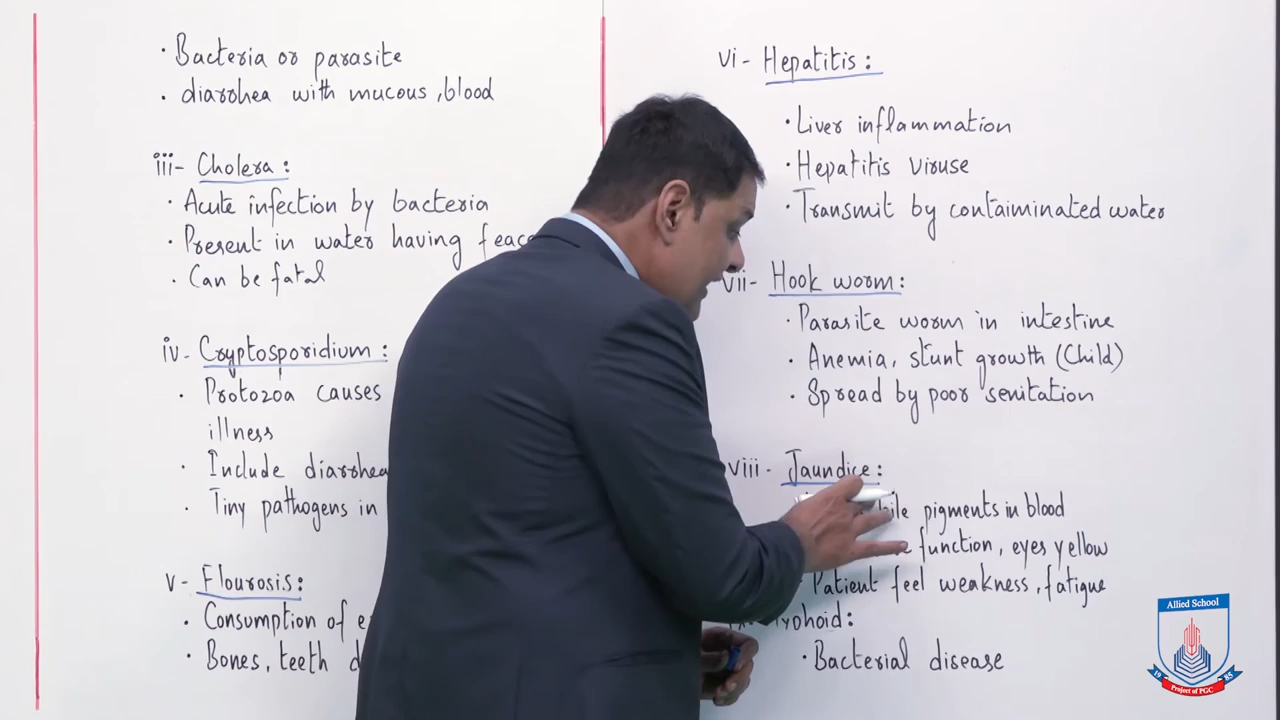 · Bacteria or parasite
· diarrhea with mucous, blood
iii- Cholera:
· Acute infection by bacteria
· Present in water having
· Can be fatal
iv- Cryptosporidium:
· Protozoa causes
illness
· Include diarrhea
· Tiny pathogens in
v- Flourosis:
· Consumption of
· Bones, teeth
vi- Hepatitis:
· Liver inflammation
· Hepatitis viruse
· Transmit by contaiminated water
vii- Hook worm:
· Parasite worm in intestine
· Anemia, stunt growth (Child)
· Spread by poor senitation
viii- Jaundice:
pigments in blood
function, eyes yellow
· Patient feel weakness, fatigue
· Bacterial disease
Allied School
1985
Project of PGC